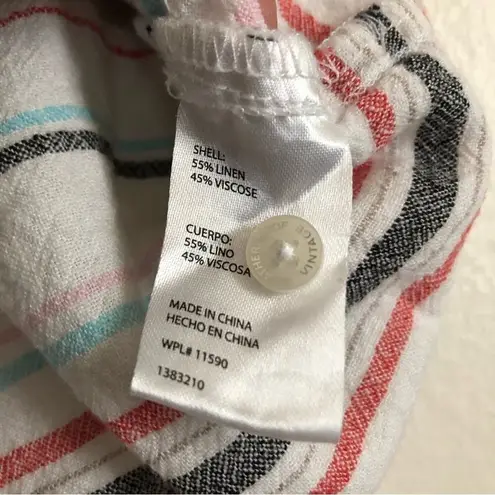 SHELL:
55% LINEN
45% VISCOSE
CUERPO:
55% LINO
45% VISCOSA
MADE IN CHINA
HECHO EN CHINA
WPL# 11590
1383210